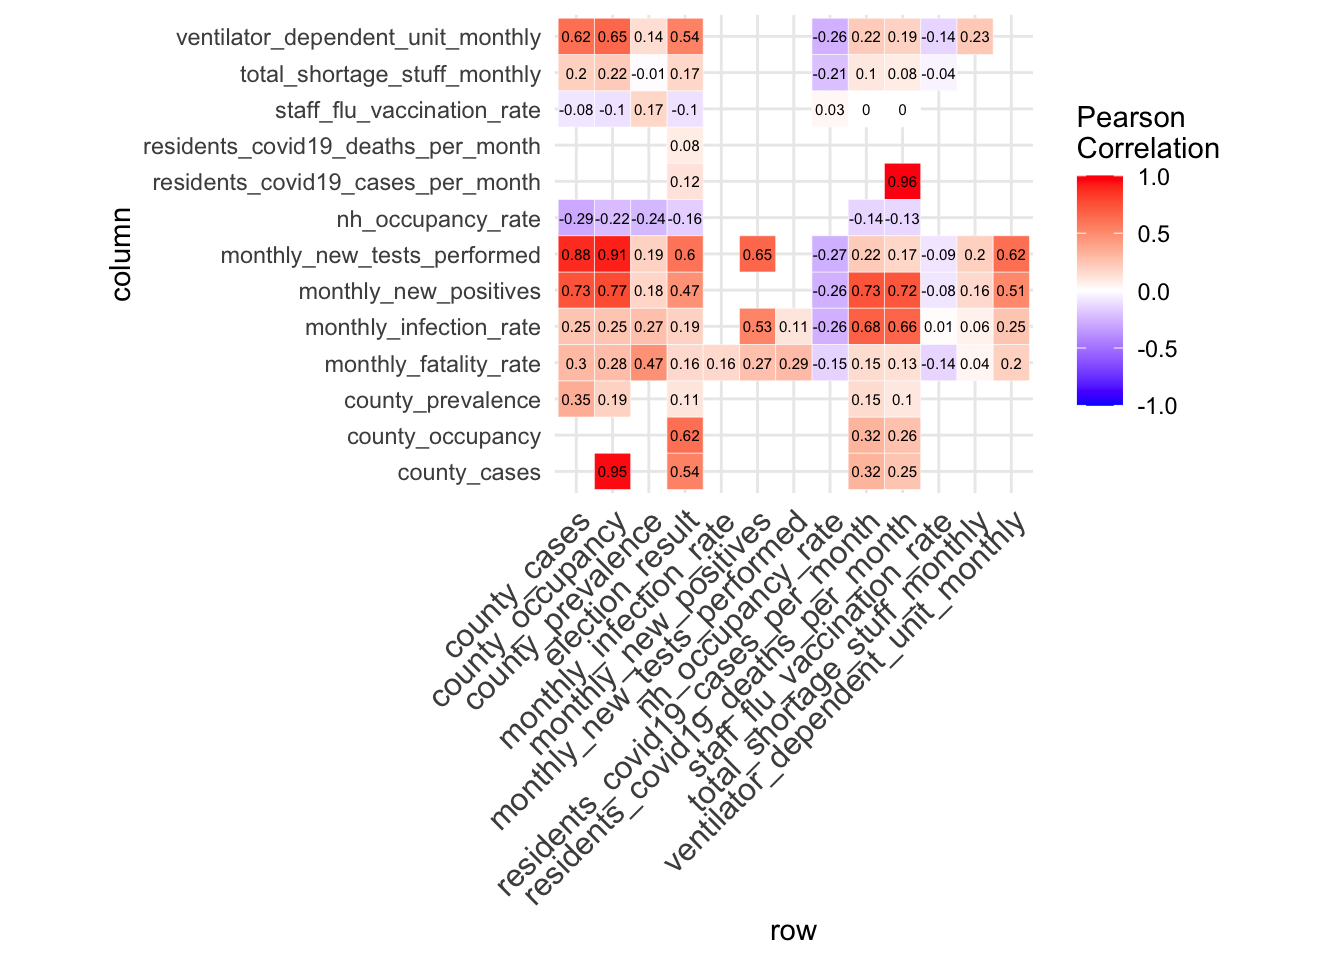 ventilator_dependent_unit_monthly 0.62 0.65 0.14 0.54 -0.26 0.22 0.19 -0.14 0.23
total_shortage_stuff_monthly 0.2 0.22 -0.01 0.17 -0.21 0.1 0.08 -0.04
staff_flu_vaccination_rate -0.08 -0.1 0.17 -0.1 0.03 0 0
residents_covid19_deaths_per_month 0.08
residents_covid19_cases_per_month 0.12 0.96
nh_occupancy_rate -0.29 -0.22 -0.24 -0.16 -0.14 -0.13
monthly_new_tests_performed 0.88 0.91 0.19 0.6 0.65 -0.27 0.22 0.17 -0.09 0.2 0.62
monthly_new_positives 0.73 0.77 0.18 0.47 -0.26 0.73 0.72 -0.08 0.16 0.51
monthly_infection_rate 0.25 0.25 0.27 0.19 0.53 0.11 -0.26 0.68 0.66 0.01 0.06 0.25
monthly_fatality_rate 0.3 0.28 0.47 0.16 0.16 0.27 0.29 -0.15 0.15 0.13 -0.14 0.04 0.2
county_prevalence 0.35 0.19 0.11 0.15 0.1
county_occupancy 0.62 0.32 0.26
county_cases 0.95 0.54 0.32 0.25
column
county_cases
county_occupancy
county_prevalence
election_result
monthly_infection_rate
monthly_new_positives
monthly_new_tests_performed
nh_occupancy_rate
residents_covid19_cases_per_month
residents_covid19_deaths_per_month
staff_flu_vaccination_rate
total_shortage_stuff_monthly
ventilator_dependent_unit_monthly
row
Pearson
Correlation
1.0
0.5
0.0
-0.5
-1.0